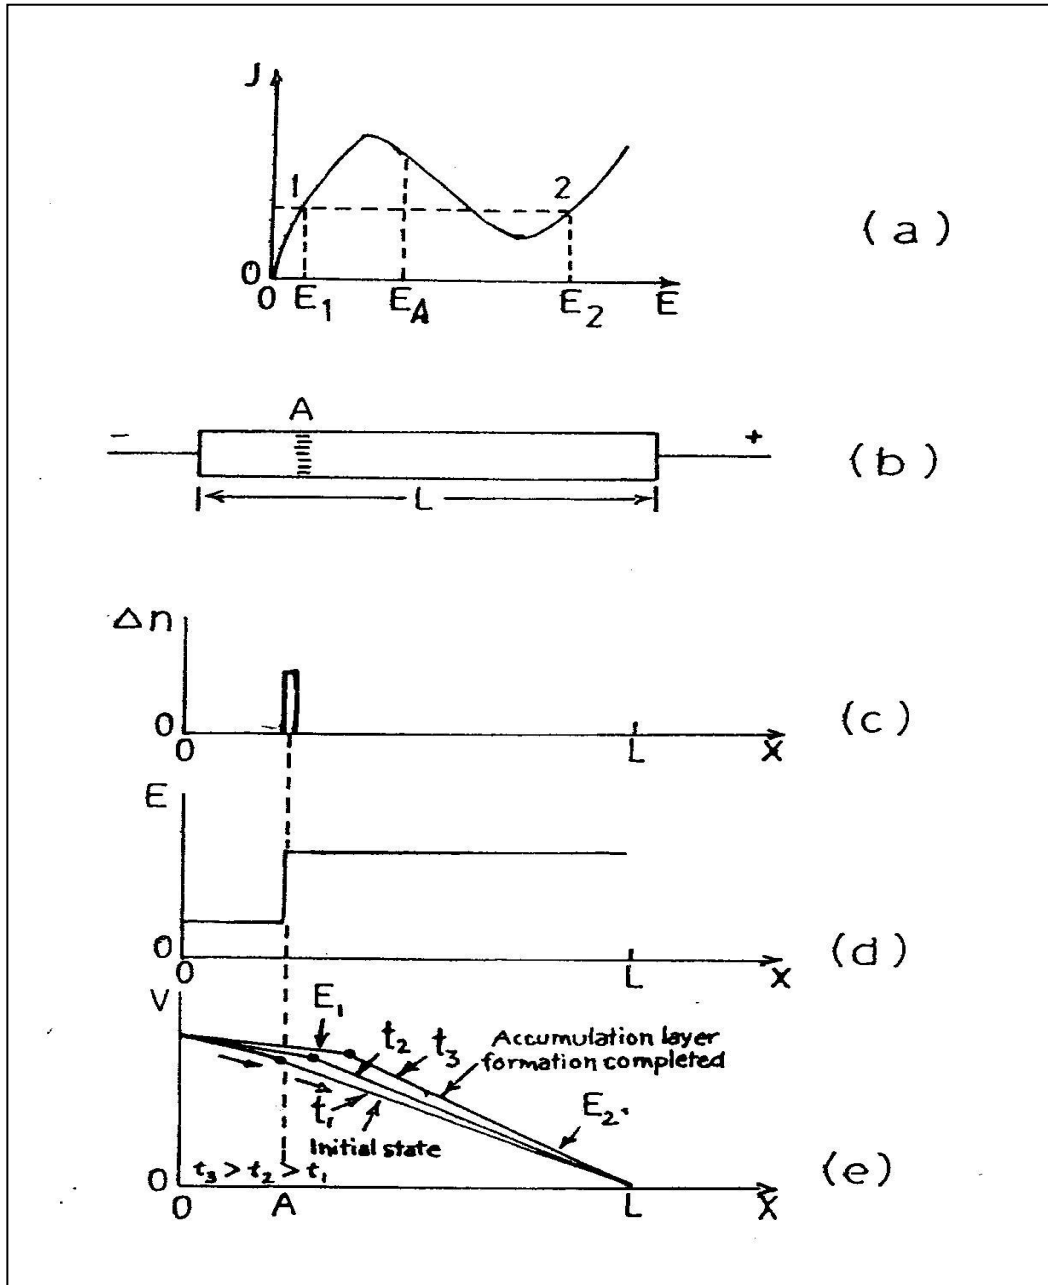 J
1
2
(a)
0
0 E1 EA E2 E
A
−
+
(b)
L
Δn
(c)
0
0 L X
E
(d)
0
0 L X
V
E1
t2
t3
Accumulation layer
formation completed
t1
Initial state
E2.
(e)
0
t3 > t2 > t1
0 A L X